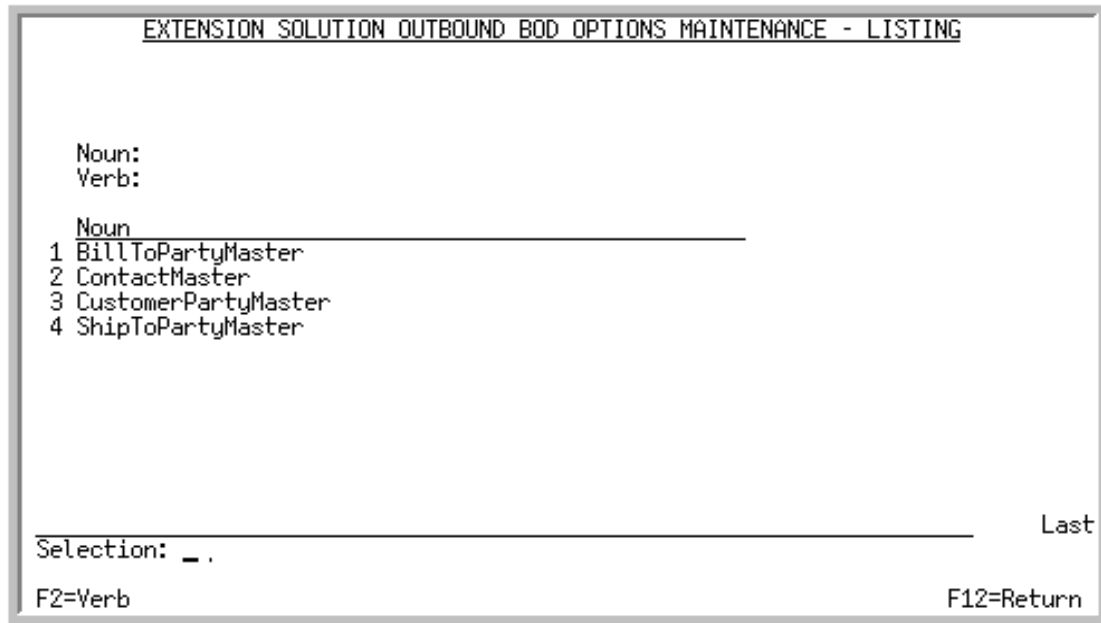 EXTENSION SOLUTION OUTBOUND BOD OPTIONS MAINTENANCE - LISTING
Noun:
Verb:
Noun
1 BillToPartyMaster
2 ContactMaster
3 CustomerPartyMaster
4 ShipToPartyMaster
Last
Selection: _ .
F2=Verb F12=Return